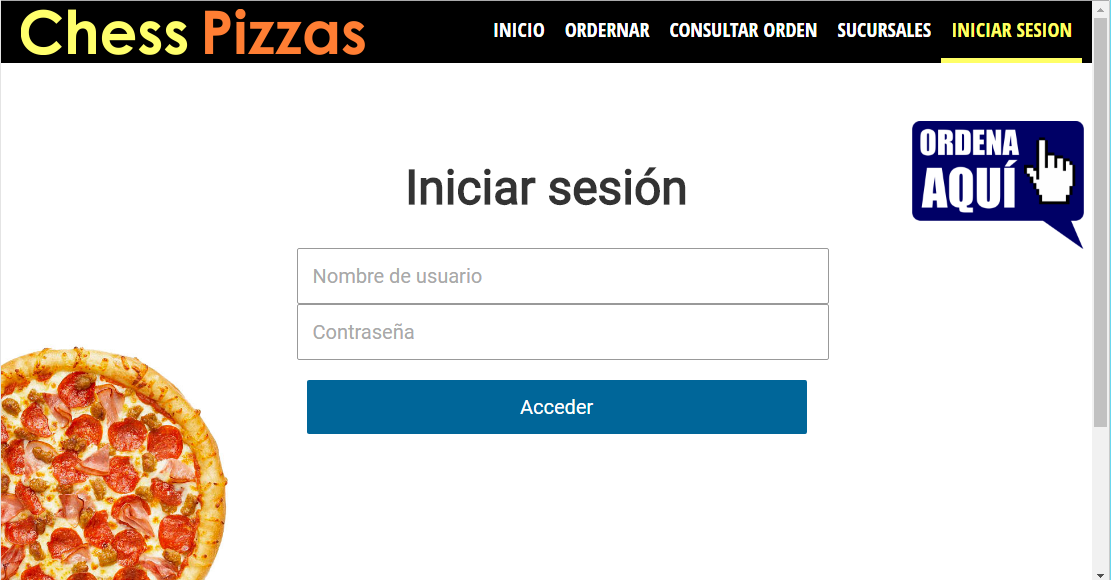 Chess Pizzas
INICIO ORDERNAR CONSULTAR ORDEN SUCURSALES INICIAR SESION
ORDENA
AQUÍ
Iniciar sesión
Nombre de usuario
Contraseña
Acceder